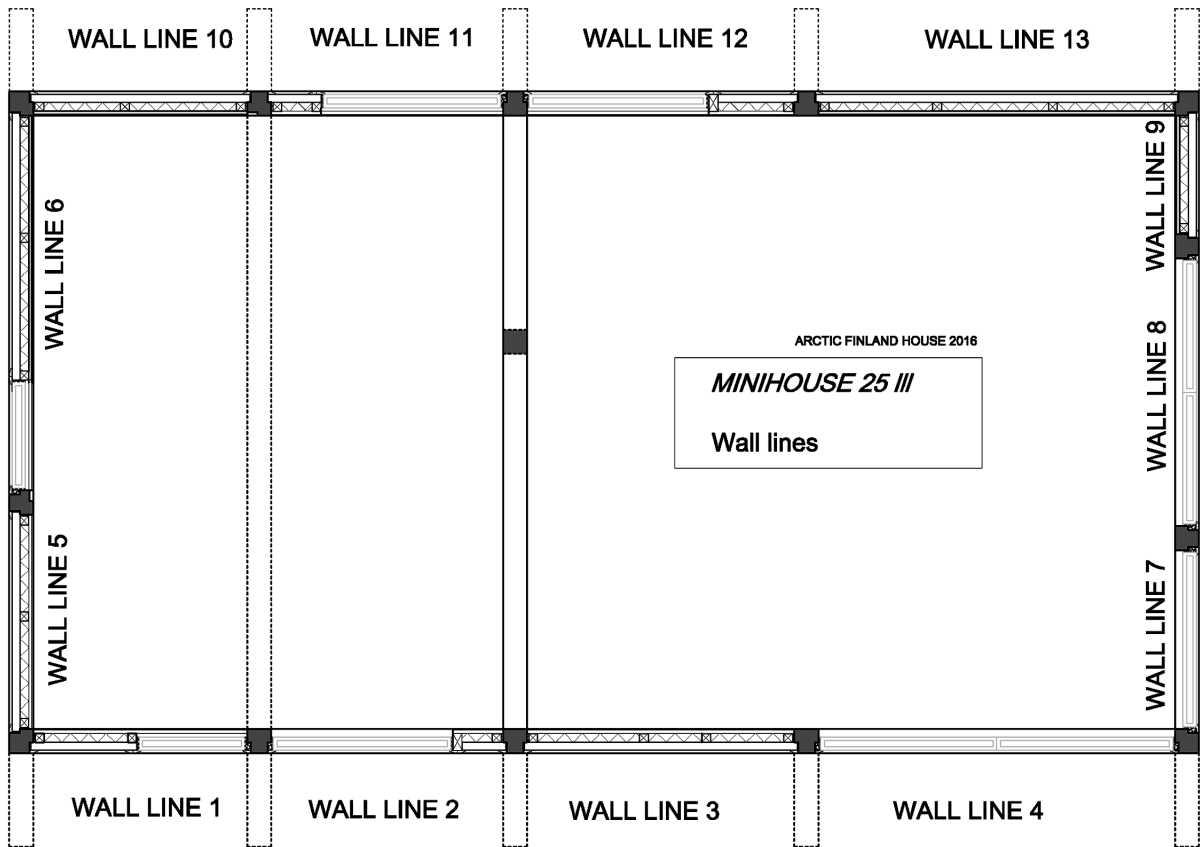 WALL LINE 10
WALL LINE 11
WALL LINE 12
WALL LINE 13
WALL LINE 6
WALL LINE 9
ARCTIC FINLAND HOUSE 2016
MINIHOUSE 25 III
Wall lines
WALL LINE 8
WALL LINE 5
WALL LINE 7
WALL LINE 1
WALL LINE 2
WALL LINE 3
WALL LINE 4